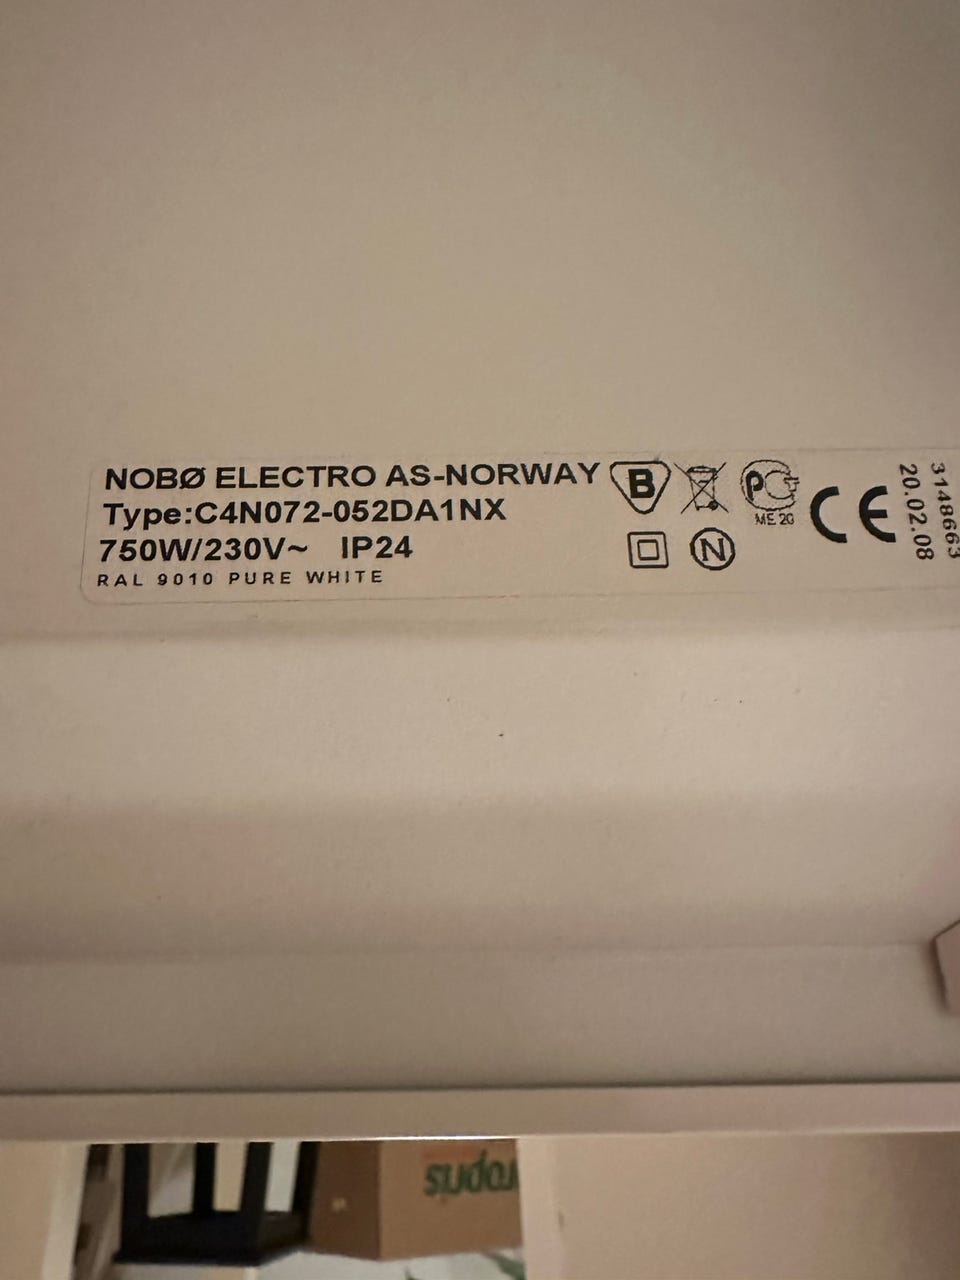 NOBØ ELECTRO AS-NORWAY
Type:C4N072-052DA1NX
750W/230V~ IP24
RAL 9010 PURE WHITE
B
N
PC
ME 20
CE
3148663
20.02.08